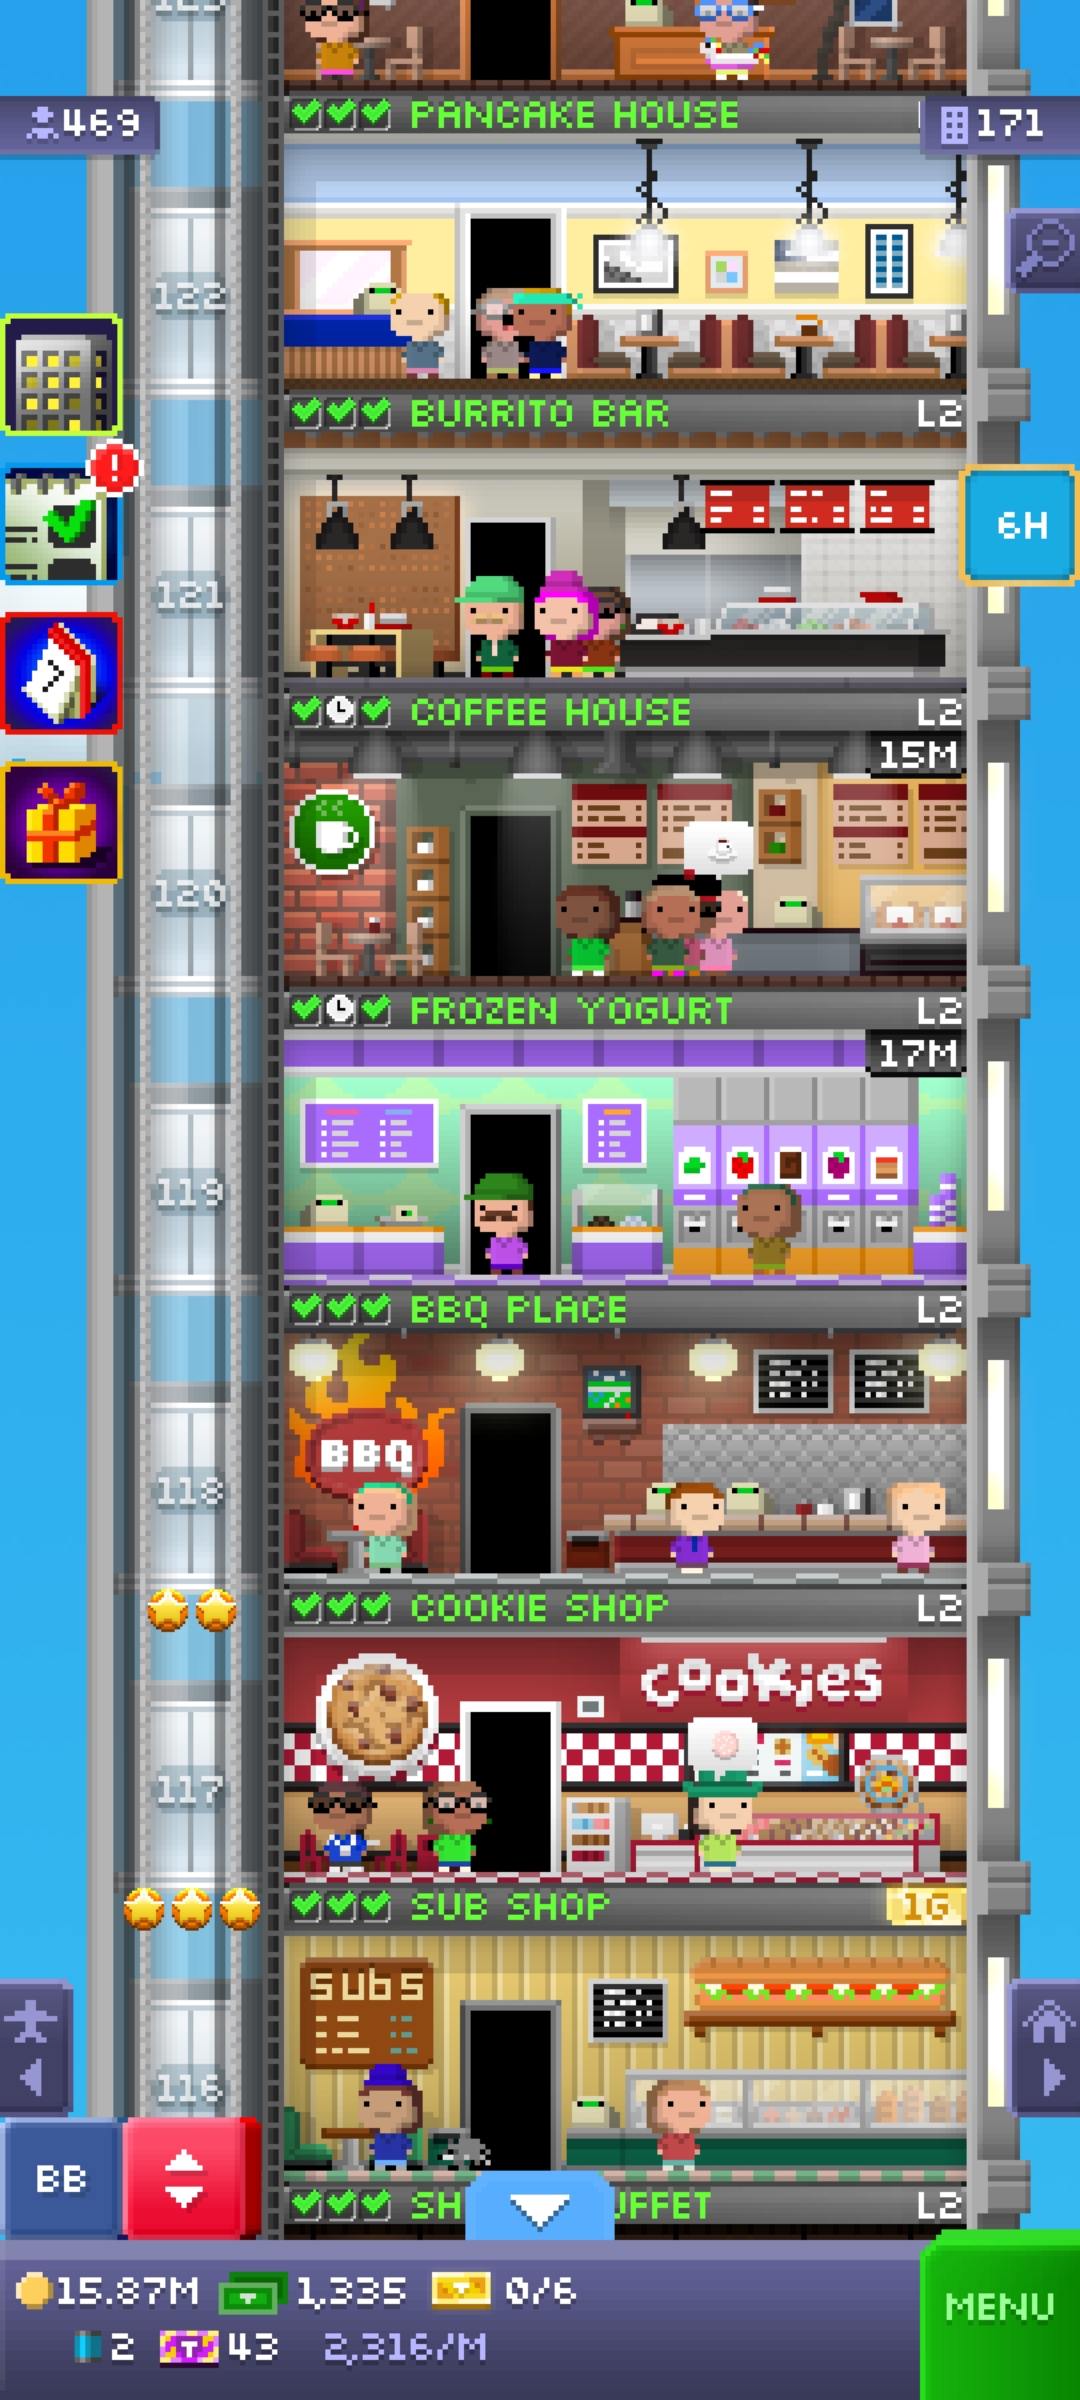 123
PANCAKE HOUSE
469
171
122
BURRITO BAR L2
6H
121
COFFEE HOUSE L2
15M
120
FROZEN YOGURT L2
17M
119
BBQ PLACE L2
BBQ
118
COOKIE SHOP L2
cookies
117
SUB SHOP 1G
subs
116
BB
SH UFFET L2
15.87M 1,335 0/6
2 43 2,316/M
MENU